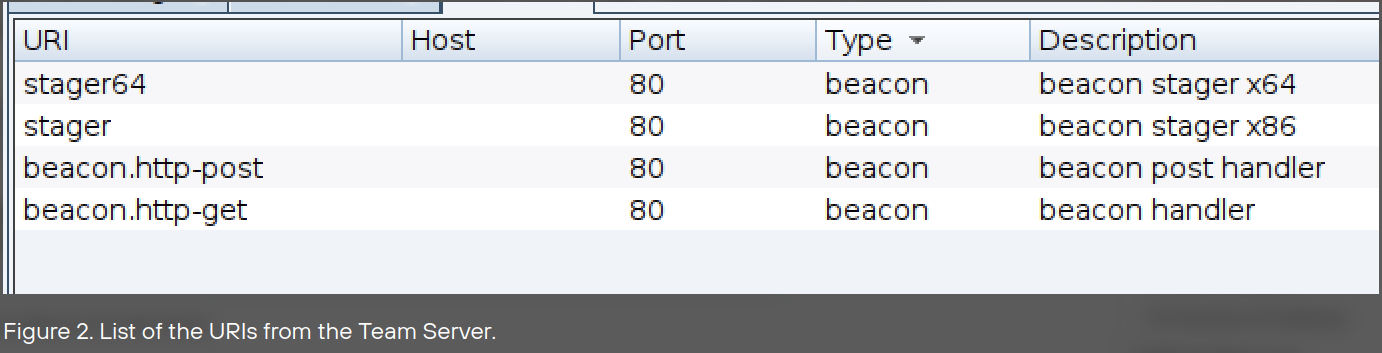 URI Host Port Type Description
stager64 80 beacon beacon stager x64
stager 80 beacon beacon stager x86
beacon.http-post 80 beacon beacon post handler
beacon.http-get 80 beacon beacon handler
Figure 2. List of the URIs from the Team Server.